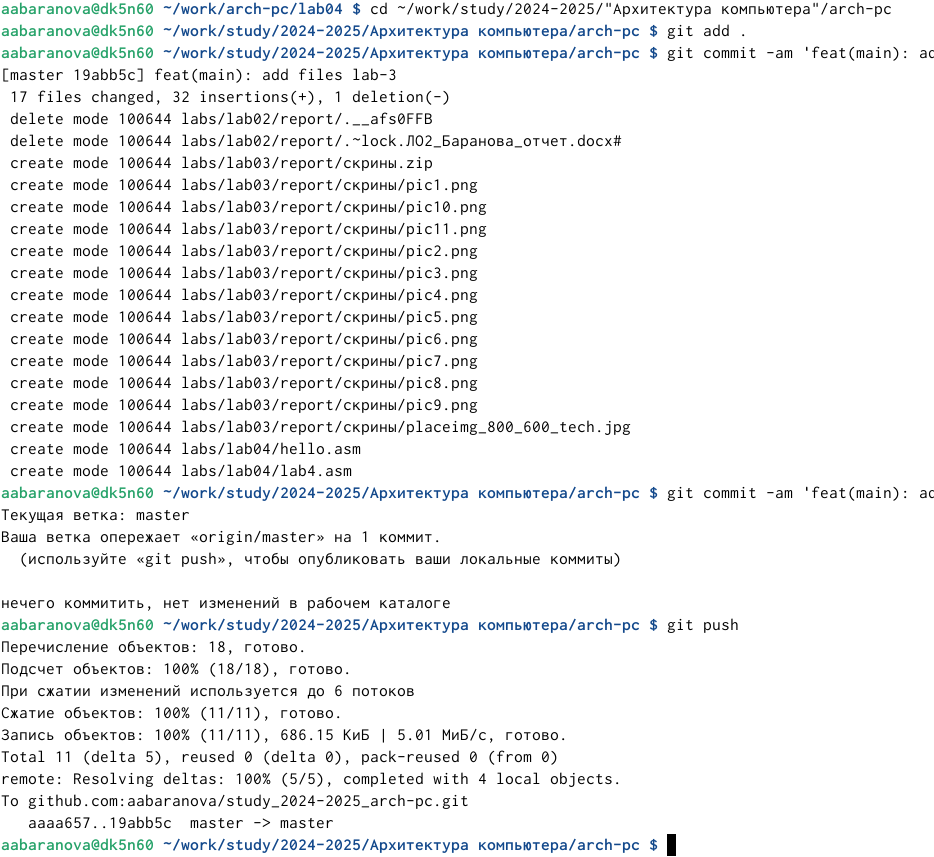 aabaranova@dk5n60 ~/work/arch-pc/lab04 $ cd ~/work/study/2024-2025/"Архитектура компьютера"/arch-pc
aabaranova@dk5n60 ~/work/study/2024-2025/Архитектура компьютера/arch-pc $ git add .
aabaranova@dk5n60 ~/work/study/2024-2025/Архитектура компьютера/arch-pc $ git commit -am 'feat(main): ad
[master 19abb5c] feat(main): add files lab-3
 17 files changed, 32 insertions(+), 1 deletion(-)
 delete mode 100644 labs/lab02/report/.__afs0FFB
 delete mode 100644 labs/lab02/report/.~lock.ЛО2_Баранова_отчет.docx#
 create mode 100644 labs/lab03/report/скрины.zip
 create mode 100644 labs/lab03/report/скрины/pic1.png
 create mode 100644 labs/lab03/report/скрины/pic10.png
 create mode 100644 labs/lab03/report/скрины/pic11.png
 create mode 100644 labs/lab03/report/скрины/pic2.png
 create mode 100644 labs/lab03/report/скрины/pic3.png
 create mode 100644 labs/lab03/report/скрины/pic4.png
 create mode 100644 labs/lab03/report/скрины/pic5.png
 create mode 100644 labs/lab03/report/скрины/pic6.png
 create mode 100644 labs/lab03/report/скрины/pic7.png
 create mode 100644 labs/lab03/report/скрины/pic8.png
 create mode 100644 labs/lab03/report/скрины/pic9.png
 create mode 100644 labs/lab03/report/скрины/placeimg_800_600_tech.jpg
 create mode 100644 labs/lab04/hello.asm
 create mode 100644 labs/lab04/lab4.asm
aabaranova@dk5n60 ~/work/study/2024-2025/Архитектура компьютера/arch-pc $ git commit -am 'feat(main): ad
Текущая ветка: master
Ваша ветка опережает «origin/master» на 1 коммит.
  (используйте «git push», чтобы опубликовать ваши локальные коммиты)
нечего коммитить, нет изменений в рабочем каталоге
aabaranova@dk5n60 ~/work/study/2024-2025/Архитектура компьютера/arch-pc $ git push
Перечисление объектов: 18, готово.
Подсчет объектов: 100% (18/18), готово.
При сжатии изменений используется до 6 потоков
Сжатие объектов: 100% (11/11), готово.
Запись объектов: 100% (11/11), 686.15 КиБ | 5.01 МиБ/с, готово.
Total 11 (delta 5), reused 0 (delta 0), pack-reused 0 (from 0)
remote: Resolving deltas: 100% (5/5), completed with 4 local objects.
To github.com:aabaranova/study_2024-2025_arch-pc.git
   aaaa657..19abb5c  master -> master
aabaranova@dk5n60 ~/work/study/2024-2025/Архитектура компьютера/arch-pc $